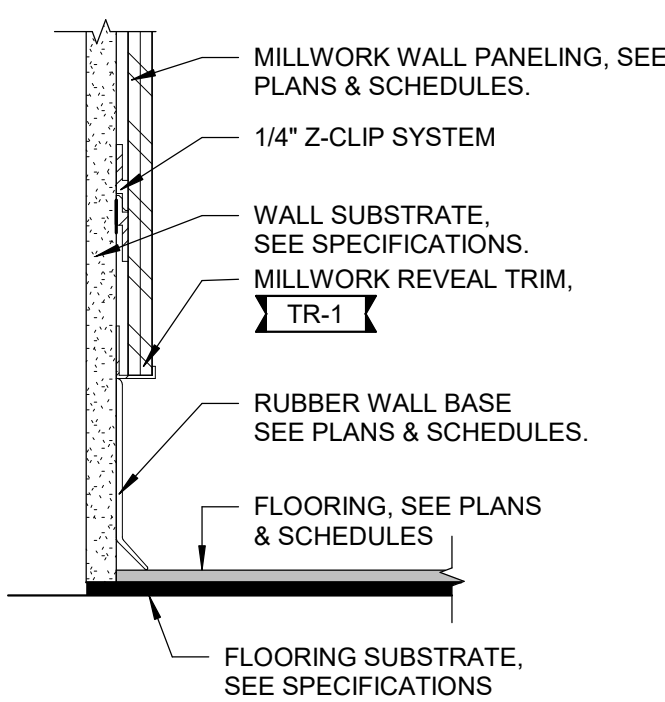 MILLWORK WALL PANELING, SEE
PLANS & SCHEDULES.
1/4" Z-CLIP SYSTEM
WALL SUBSTRATE,
SEE SPECIFICATIONS.
MILLWORK REVEAL TRIM,
TR-1
RUBBER WALL BASE
SEE PLANS & SCHEDULES.
FLOORING, SEE PLANS
& SCHEDULES
FLOORING SUBSTRATE,
SEE SPECIFICATIONS